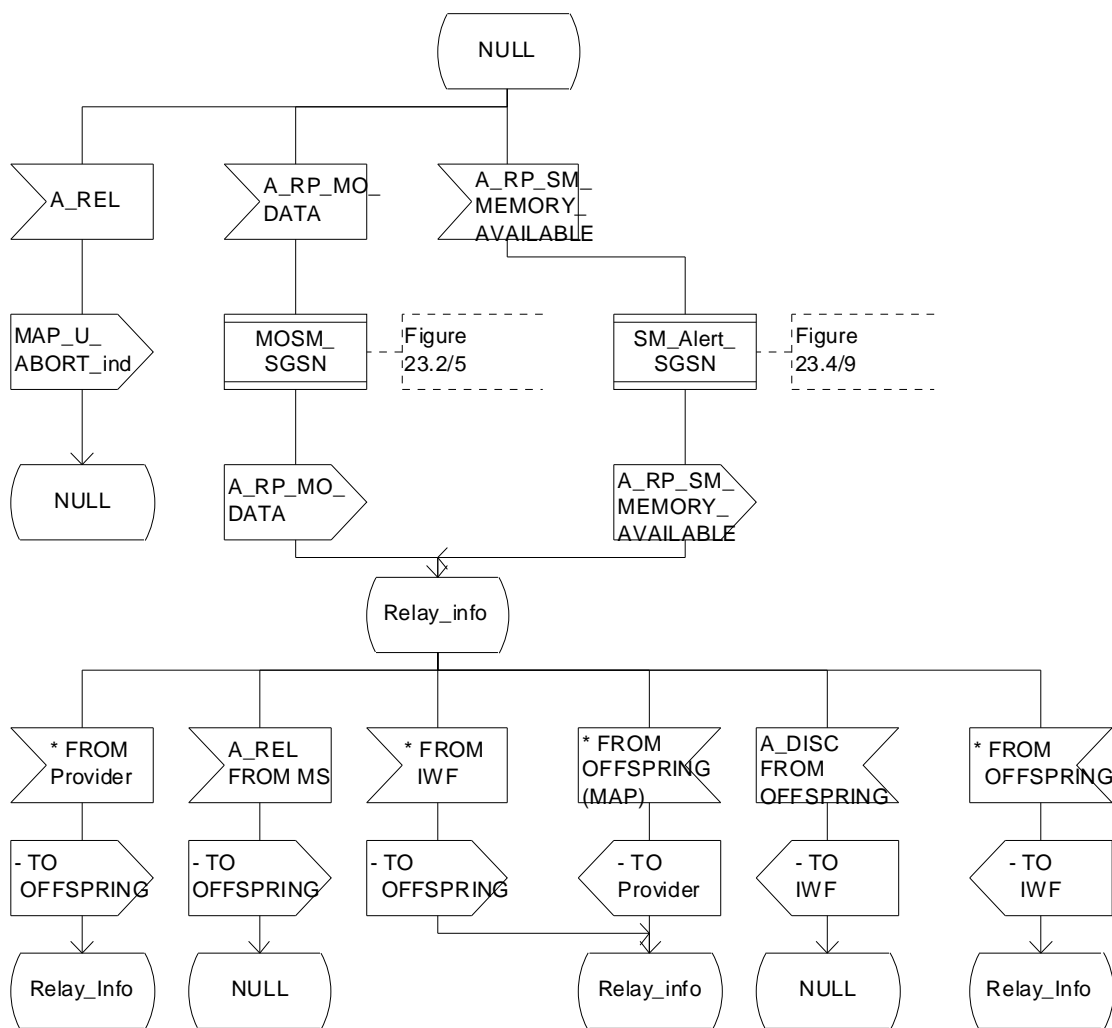 NULL
A_REL
A_RP_MO_
DATA
A_RP_SM_
MEMORY_
AVAILABLE
MAP_U_
ABORT_ind
MOSM_
SGSN
Figure
23.2/5
SM_Alert_
SGSN
Figure
23.4/9
NULL
A_RP_MO_
DATA
A_RP_SM_
MEMORY_
AVAILABLE
Relay_info
* FROM
Provider
A_REL
FROM MS
* FROM
IWF
* FROM
OFFSPRING
(MAP)
A_DISC
FROM
OFFSPRING
* FROM
OFFSPRING
- TO
OFFSPRING
- TO
OFFSPRING
- TO
OFFSPRING
- TO
Provider
- TO
IWF
- TO
IWF
Relay_Info
NULL
Relay_info
NULL
Relay_Info